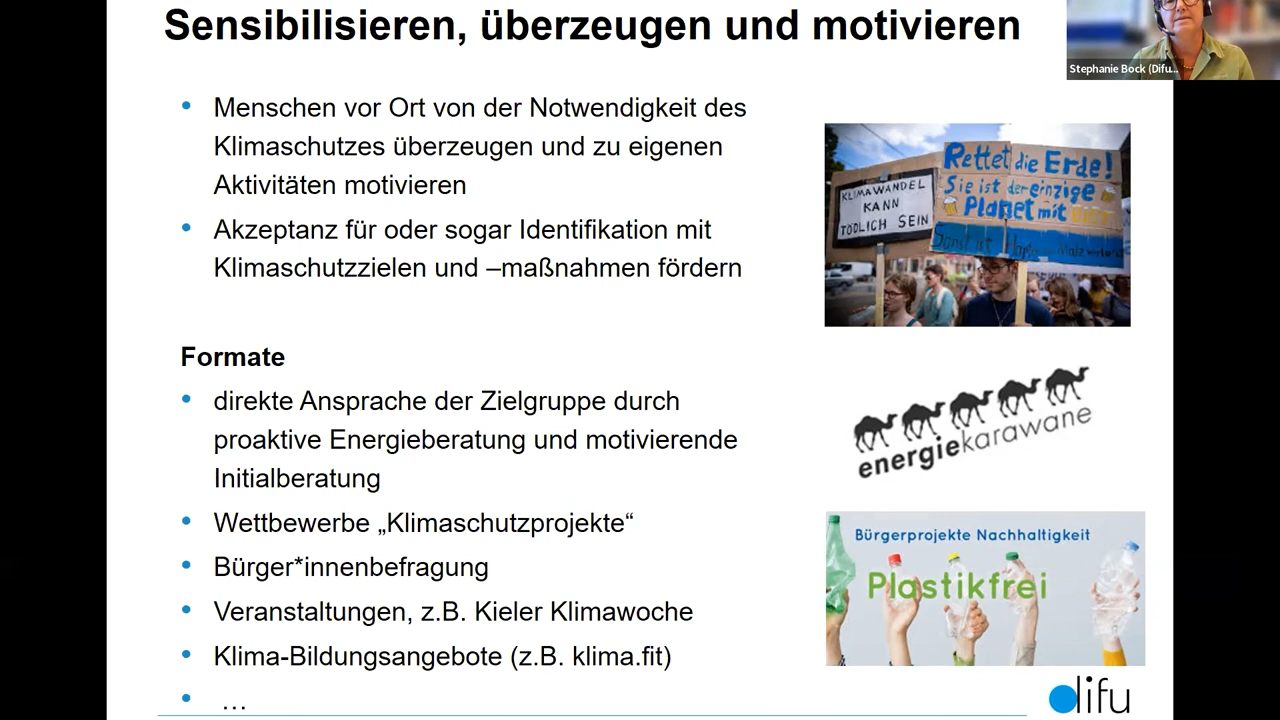 Sensibilisieren, überzeugen und motivieren
Stephanie Bock (Difu...
Menschen vor Ort von der Notwendigkeit des
Klimaschutzes überzeugen und zu eigenen
Aktivitäten motivieren
Akzeptanz für oder sogar Identifikation mit
Klimaschutzzielen und –maßnahmen fördern
KLIMAWANDEL
KANN
TÖDLICH SEIN
Rettet die Erde!
Sie ist der einzige
Planet mit BIER
Sonst ist
Formate
direkte Ansprache der Zielgruppe durch
proaktive Energieberatung und motivierende
Initialberatung
Wettbewerbe „Klimaschutzprojekte“
Bürger*innenbefragung
Veranstaltungen, z.B. Kieler Klimawoche
Klima-Bildungsangebote (z.B. klima.fit)
…
energiekarawane
Bürgerprojekte Nachhaltigkeit
Plastikfrei
difu